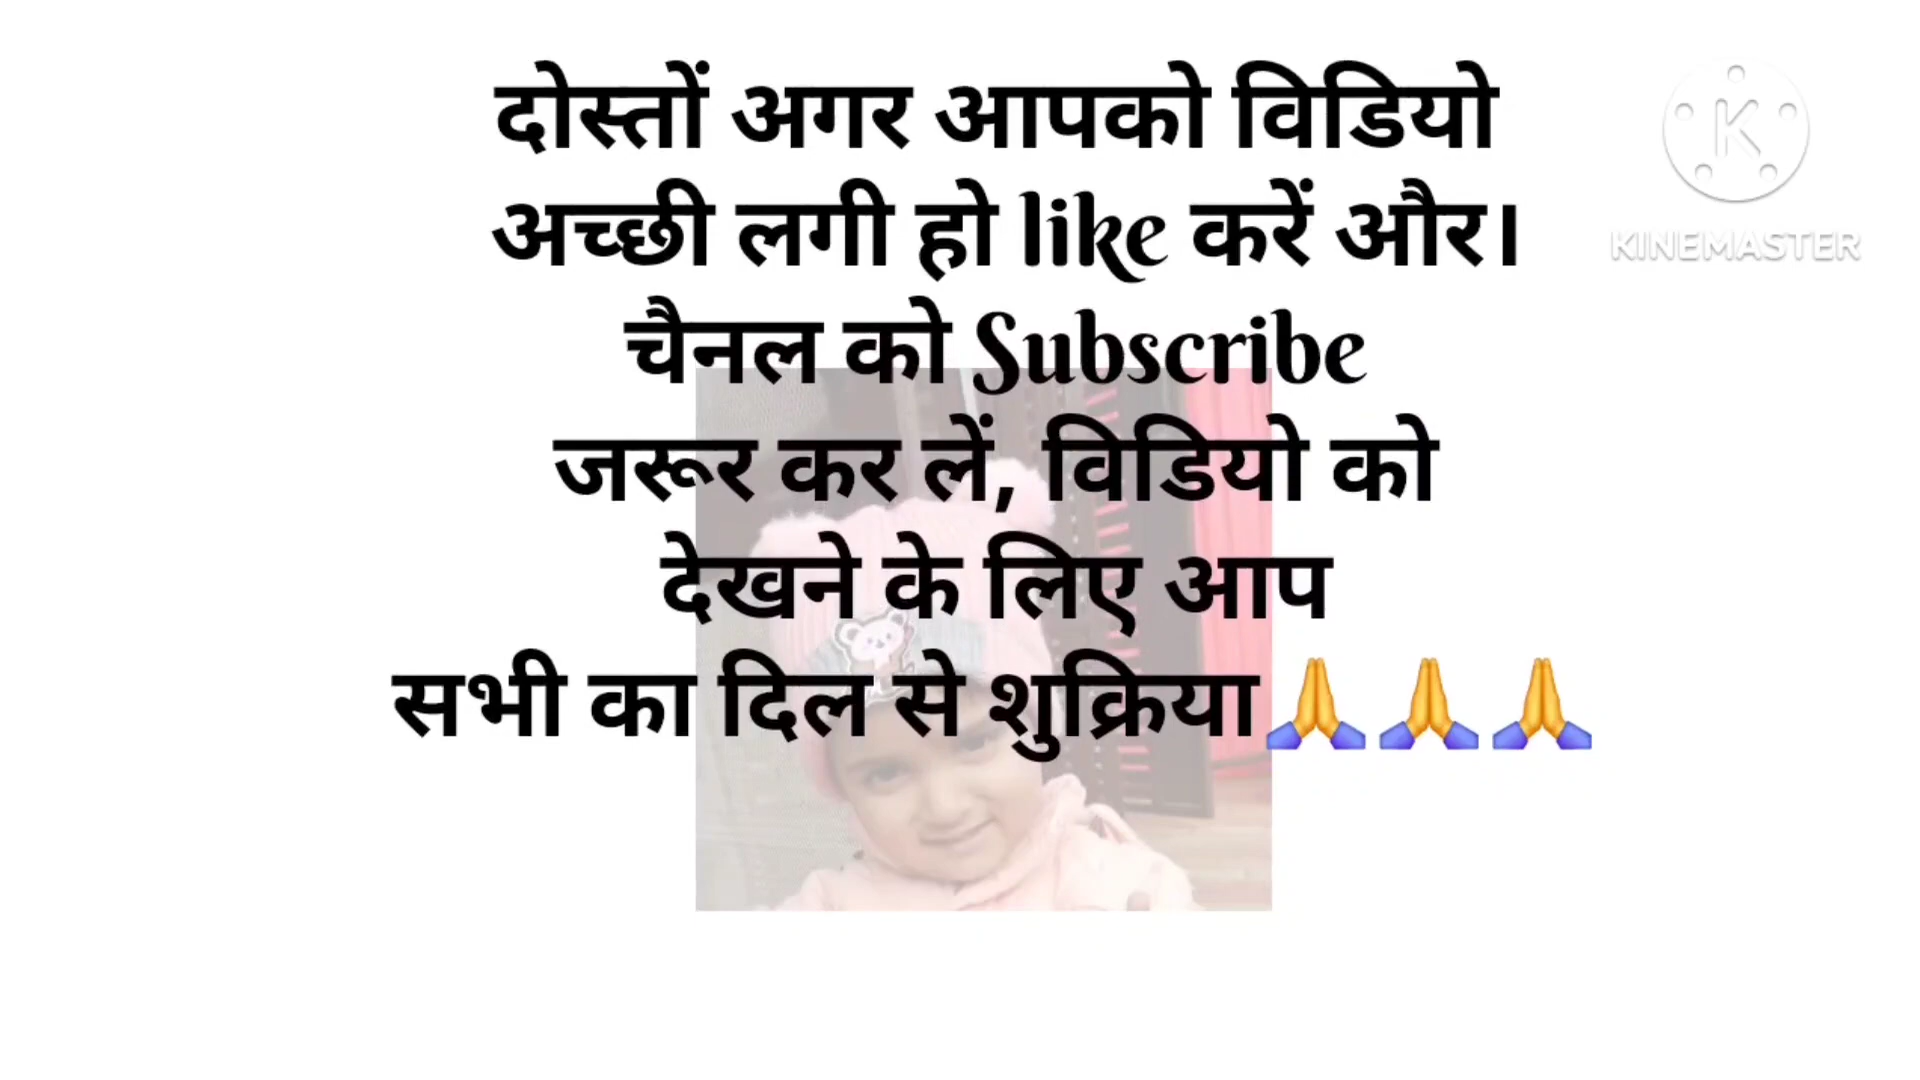 दोस्तों अगर आपको विडियो
अच्छी लगी हो like करें और।
चैनल को Subscribe
जरूर कर लें, विडियो को
देखने के लिए आप
सभी का दिल से शुक्रिया🙏🙏🙏
K
KINEMASTER